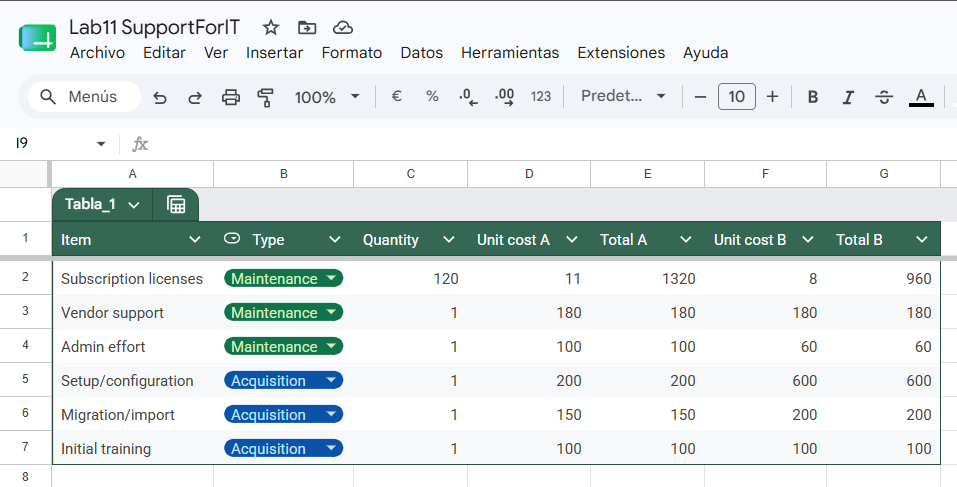 Lab11 SupportForIT
Archivo Editar Ver Insertar Formato Datos Herramientas Extensiones Ayuda
Menús 100% € % .0 .00 123 Predet... − 10 + B I S A
I9 fx
A B C D E F G
Tabla_1
1 Item Type Quantity Unit cost A Total A Unit cost B Total B
2 Subscription licenses Maintenance 120 11 1320 8 960
3 Vendor support Maintenance 1 180 180 180 180
4 Admin effort Maintenance 1 100 100 60 60
5 Setup/configuration Acquisition 1 200 200 600 600
6 Migration/import Acquisition 1 150 150 200 200
7 Initial training Acquisition 1 100 100 100 100
8